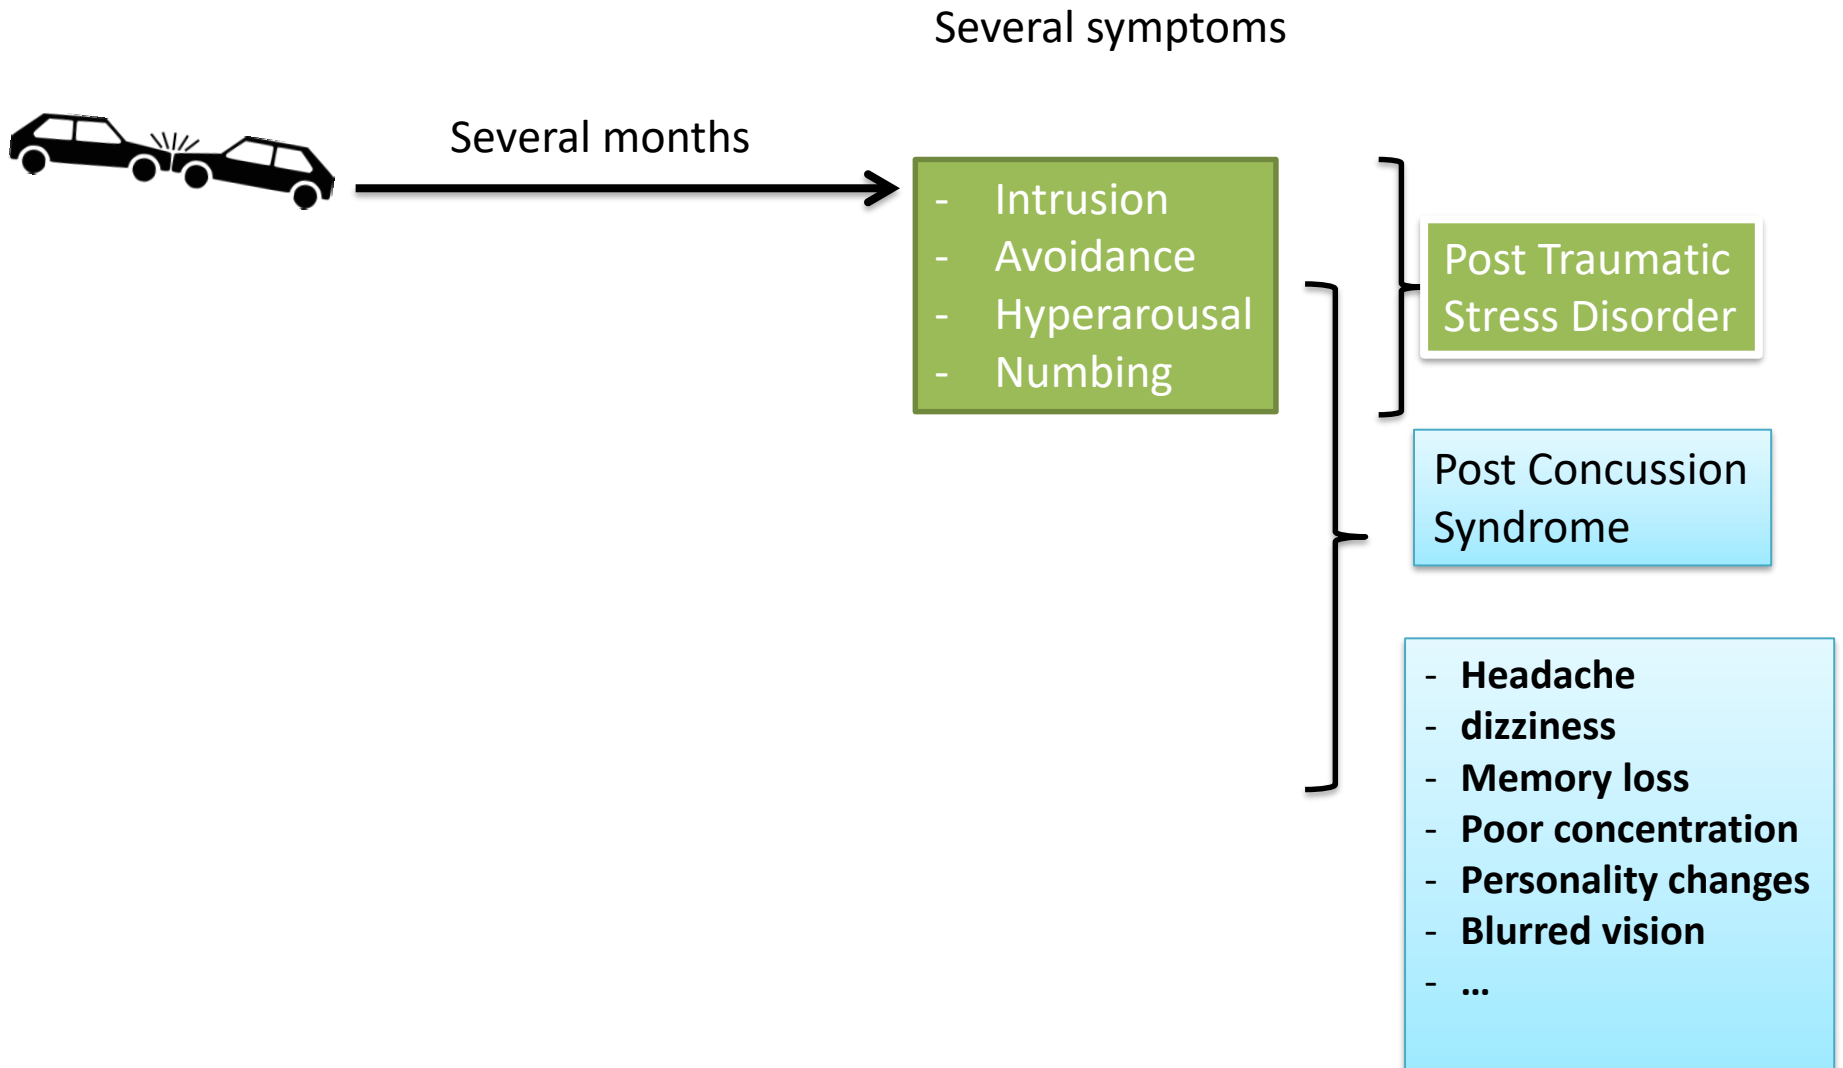 Several symptoms
Several months
- Intrusion
- Avoidance
- Hyperarousal
- Numbing
Post Traumatic
Stress Disorder
Post Concussion
Syndrome
- Headache
- dizziness
- Memory loss
- Poor concentration
- Personality changes
- Blurred vision
- ...